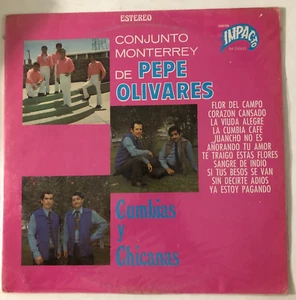 ESTEREO
CONJUNTO
MONTERREY
DE PEPE
OLIVARES
IMPACTO
FLOR DEL CAMPO
CORAZON CANSADO
LA VIUDA ALEGRE
LA CUMBIA CAFE
JUANCHO NO ES
AÑORANDO TU AMOR
TE TRAIGO ESTAS FLORES
SANGRE DE INDIO
SI TUS BESOS SE VAN
SIN DECIRTE ADIOS
YA ESTOY PAGANDO
Cumbias
y
Chicanas